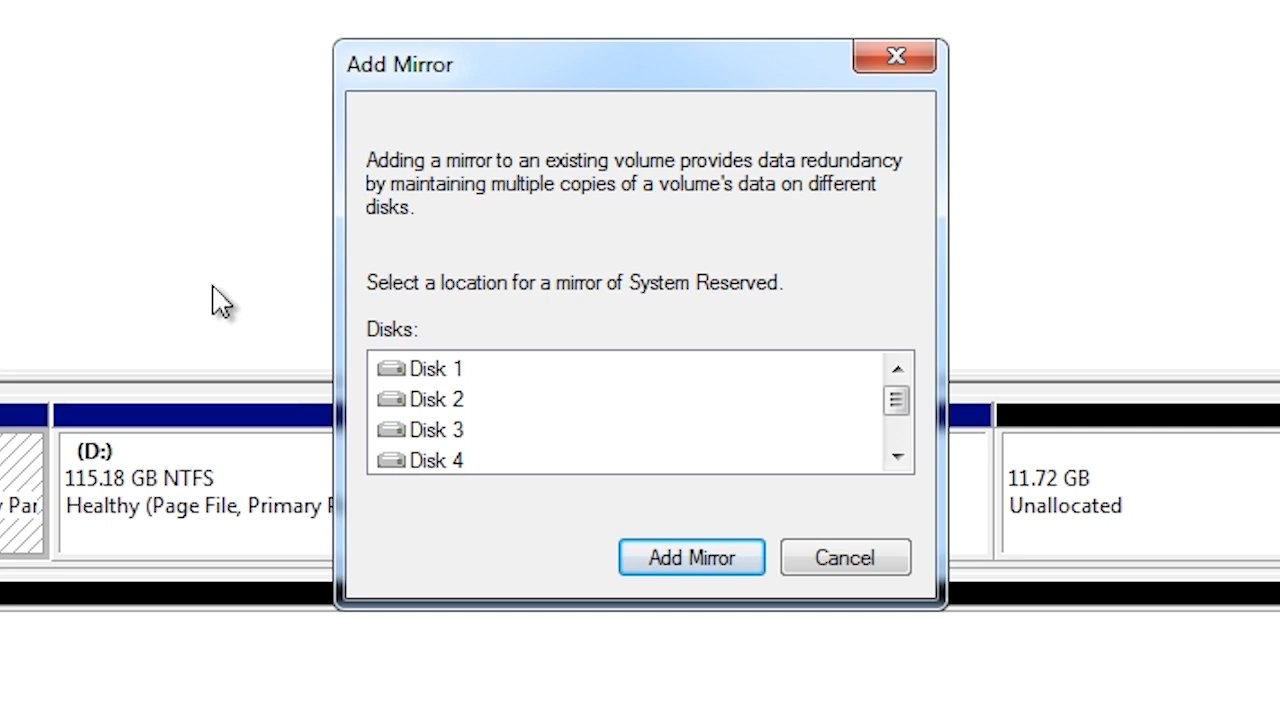 Add Mirror
Adding a mirror to an existing volume provides data redundancy
by maintaining multiple copies of a volume's data on different
disks.
Select a location for a mirror of System Reserved.
Disks:
Disk 1
Disk 2
Disk 3
Disk 4
Add Mirror
Cancel
(D:)
115.18 GB NTFS
Healthy (Page File, Primary
11.72 GB
Unallocated